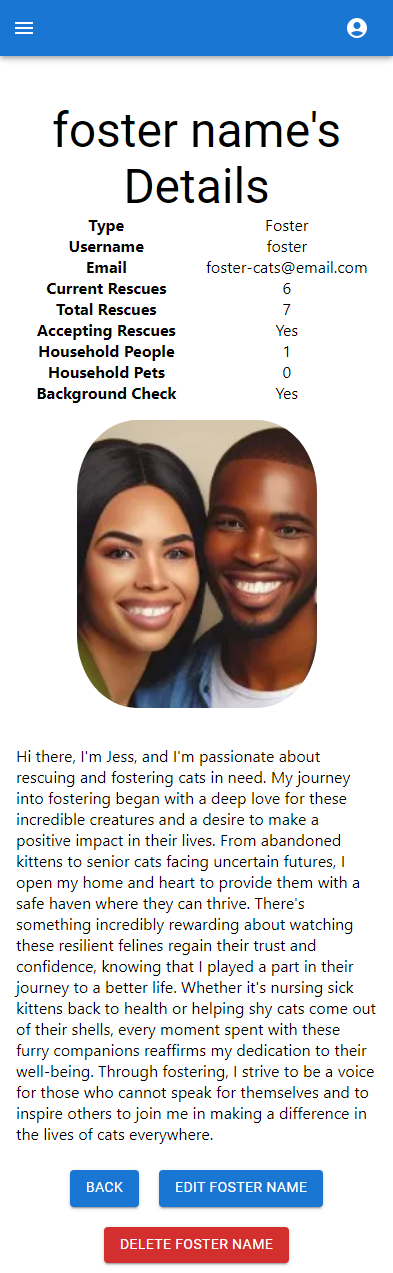 foster name's
Details
Type Foster
Username foster
Email foster-cats@email.com
Current Rescues 6
Total Rescues 7
Accepting Rescues Yes
Household People 1
Household Pets 0
Background Check Yes
Hi there, I'm Jess, and I'm passionate about
rescuing and fostering cats in need. My journey
into fostering began with a deep love for these
incredible creatures and a desire to make a
positive impact in their lives. From abandoned
kittens to senior cats facing uncertain futures, I
open my home and heart to provide them with a
safe haven where they can thrive. There's
something incredibly rewarding about watching
these resilient felines regain their trust and
confidence, knowing that I played a part in their
journey to a better life. Whether it's nursing sick
kittens back to health or helping shy cats come out
of their shells, every moment spent with these
furry companions reaffirms my dedication to their
well-being. Through fostering, I strive to be a voice
for those who cannot speak for themselves and to
inspire others to join me in making a difference in
the lives of cats everywhere.
BACK EDIT FOSTER NAME
DELETE FOSTER NAME